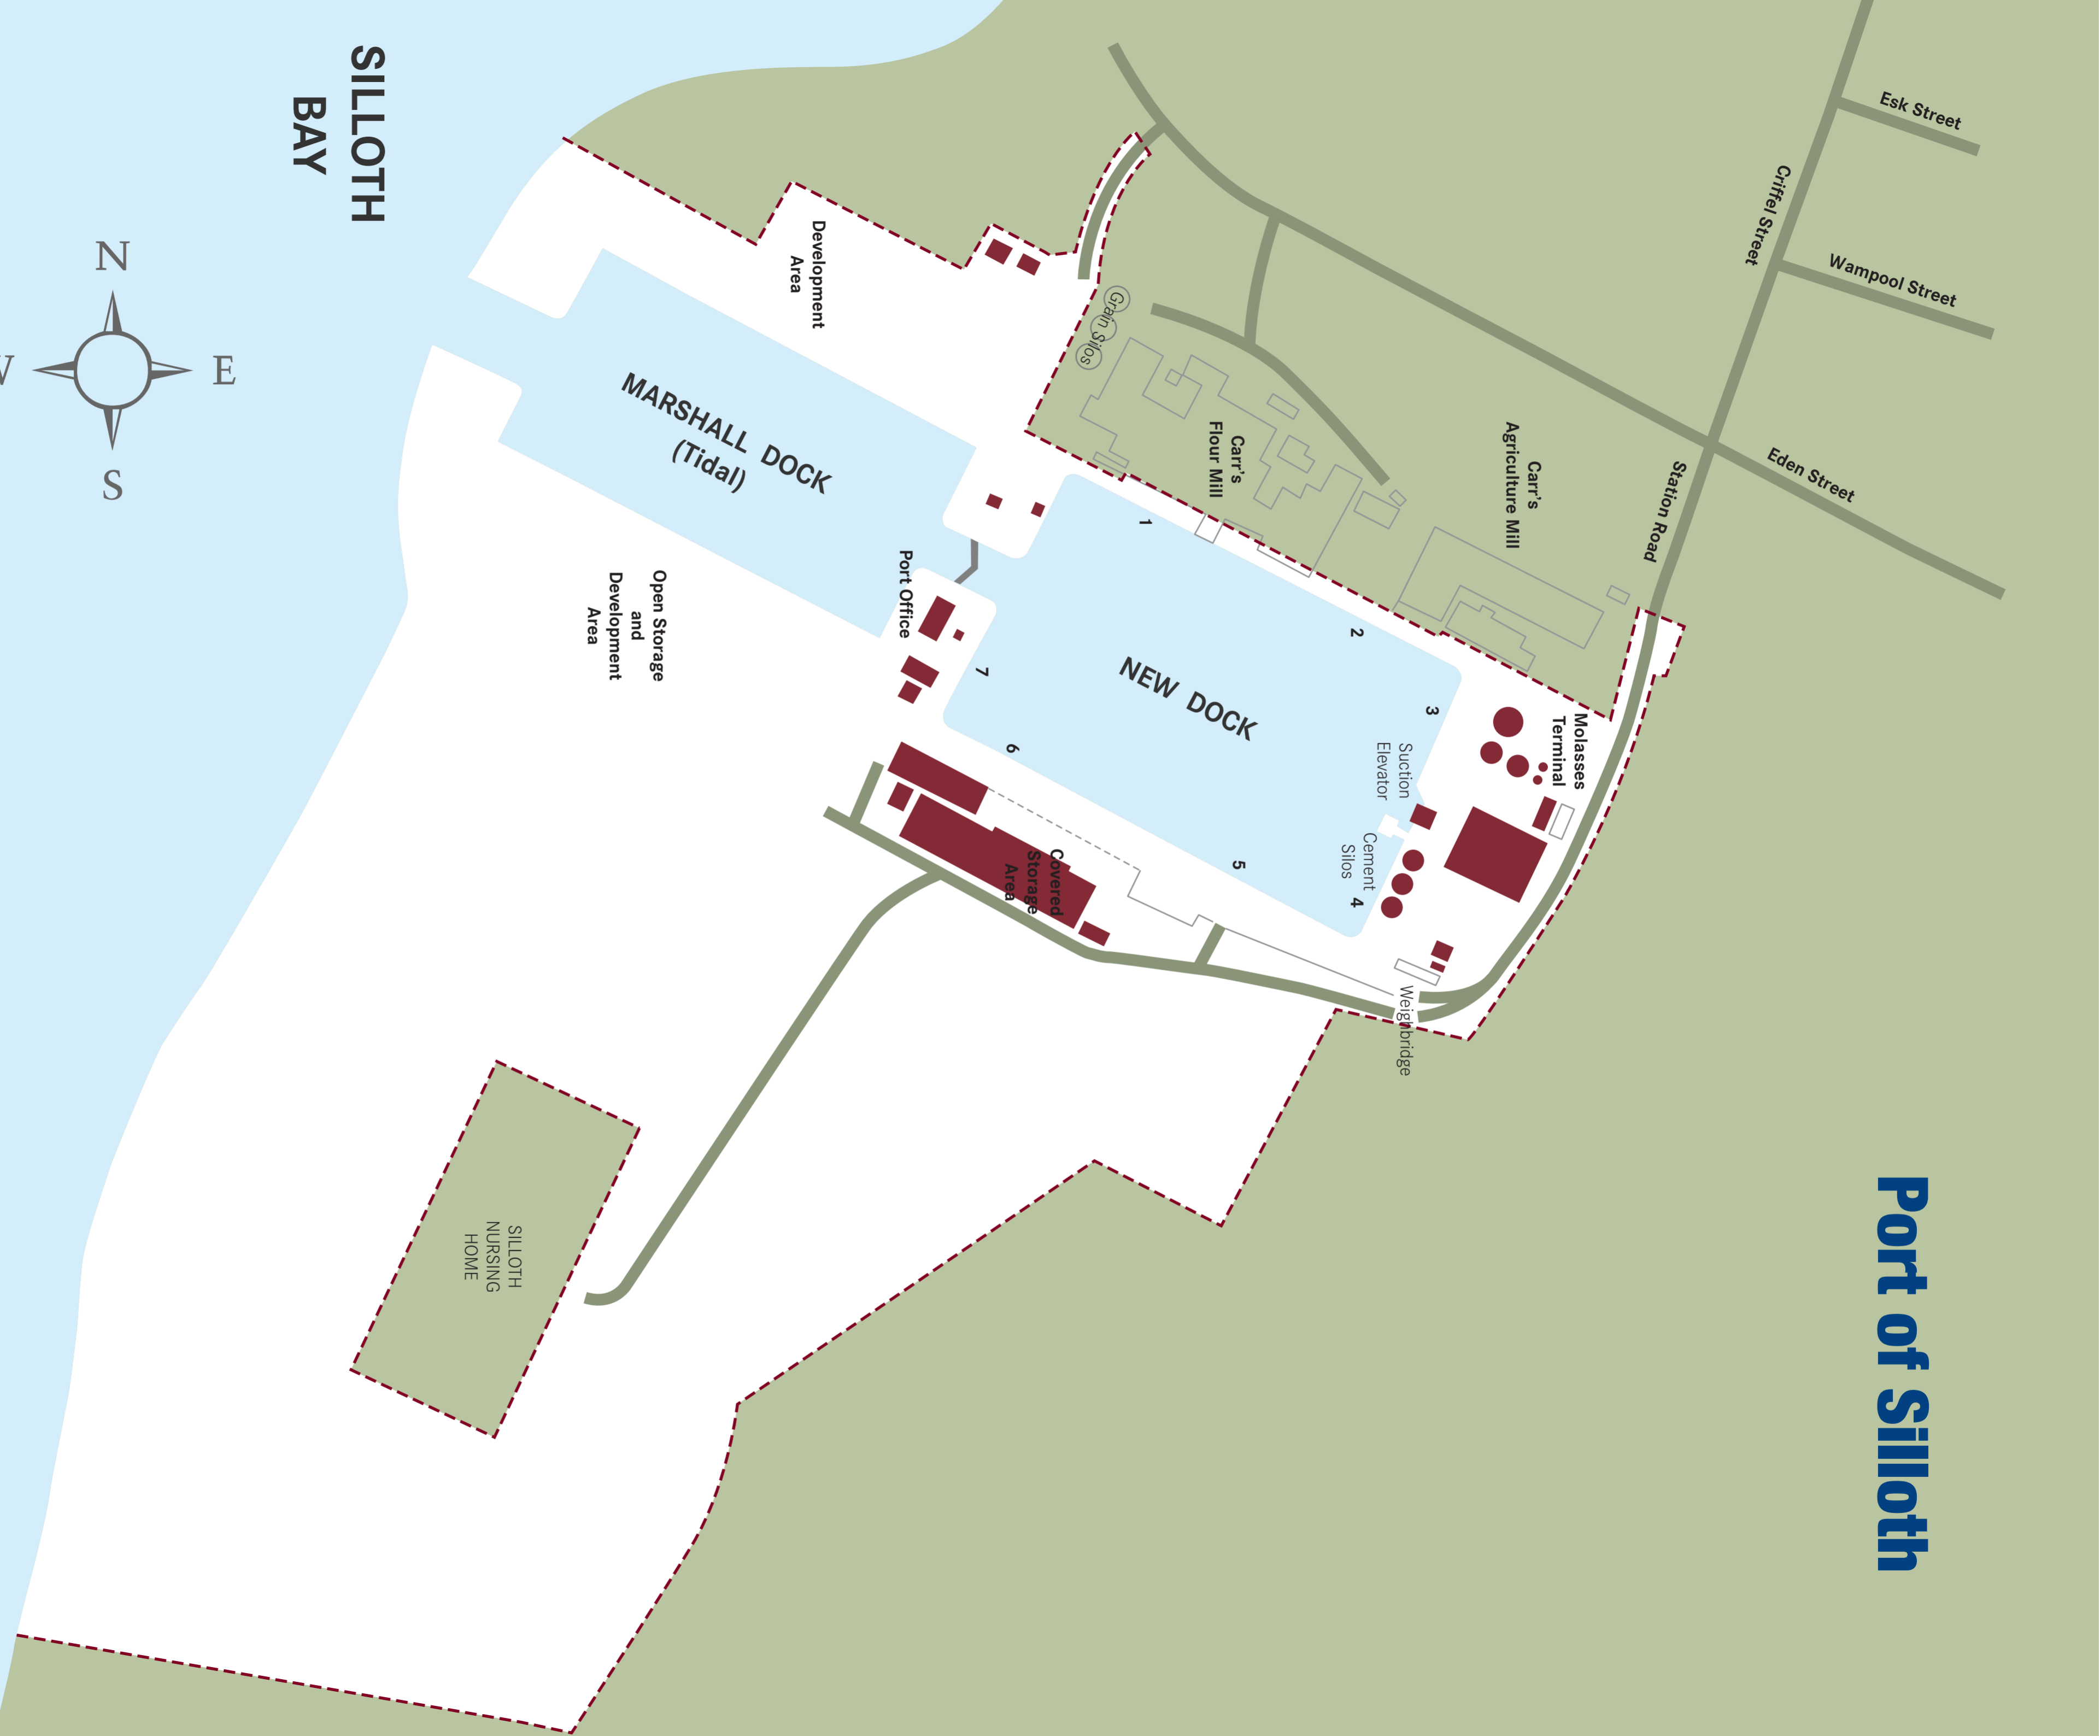 Port of Silloth
SILLOTH
BAY
N
E
S
W
Esk Street
Criffel Street
Wampool Street
Eden Street
Station Road
Development
Area
Grain Silos
Carr's
Flour Mill
Carr's
Agriculture Mill
MARSHALL DOCK
(Tidal)
Port Office
Open Storage
and
Development
Area
NEW DOCK
1
2
3
4
5
6
7
Molasses
Terminal
Suction
Elevator
Cement
Silos
Covered
Storage
Area
Weighbridge
SILLOTH
NURSING
HOME